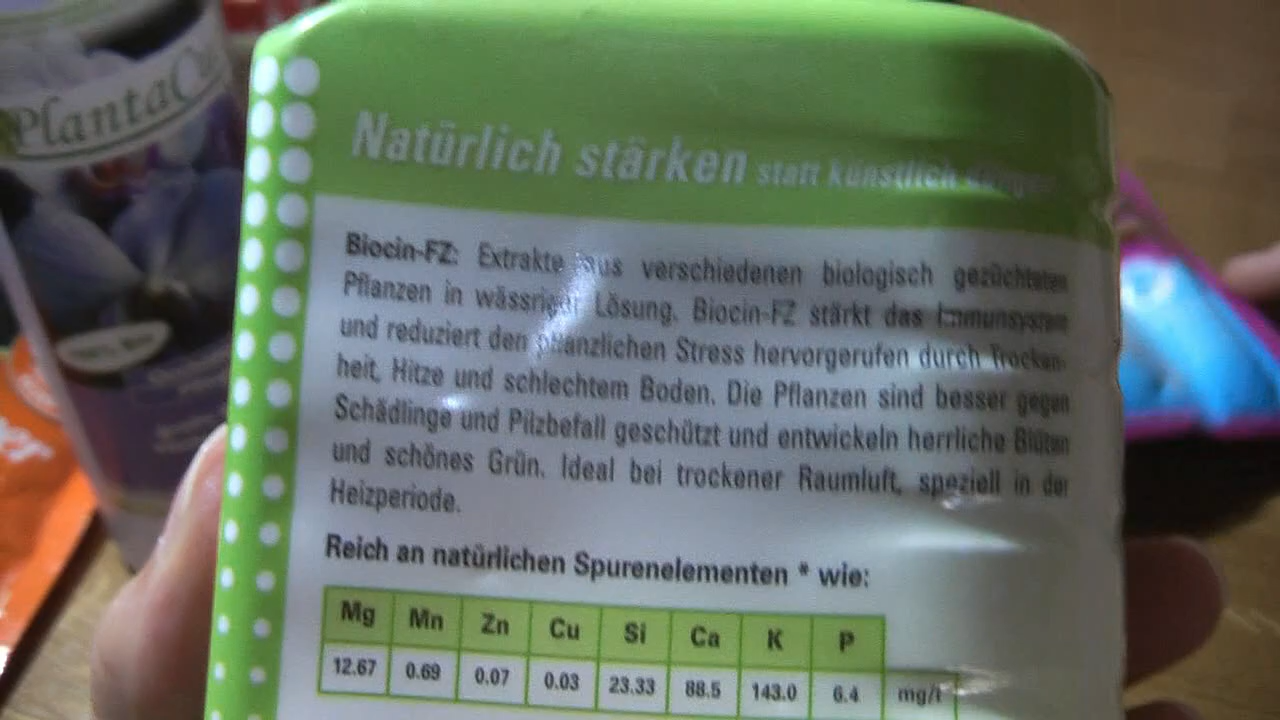 PlantaCu
Natürlich stärken statt künstlich
Biocin-FZ: Extrakte aus verschiedenen biologisch gezüchteten
Pflanzen in wässriger Lösung. Biocin-FZ stärkt das Immunsystem
und reduziert den pflanzlichen Stress hervorgerufen durch Trocken-
heit, Hitze und schlechtem Boden. Die Pflanzen sind besser gegen
Schädlinge und Pilzbefall geschützt und entwickeln herrliche Blüten
und schönes Grün. Ideal bei trockener Raumluft, speziell in der
Heizperiode.
Reich an natürlichen Spurenelementen * wie:
Mg Mn Zn Cu Si Ca K P
12.67 0.69 0.07 0.03 23.33 88.5 143.0 6.4 mg/l